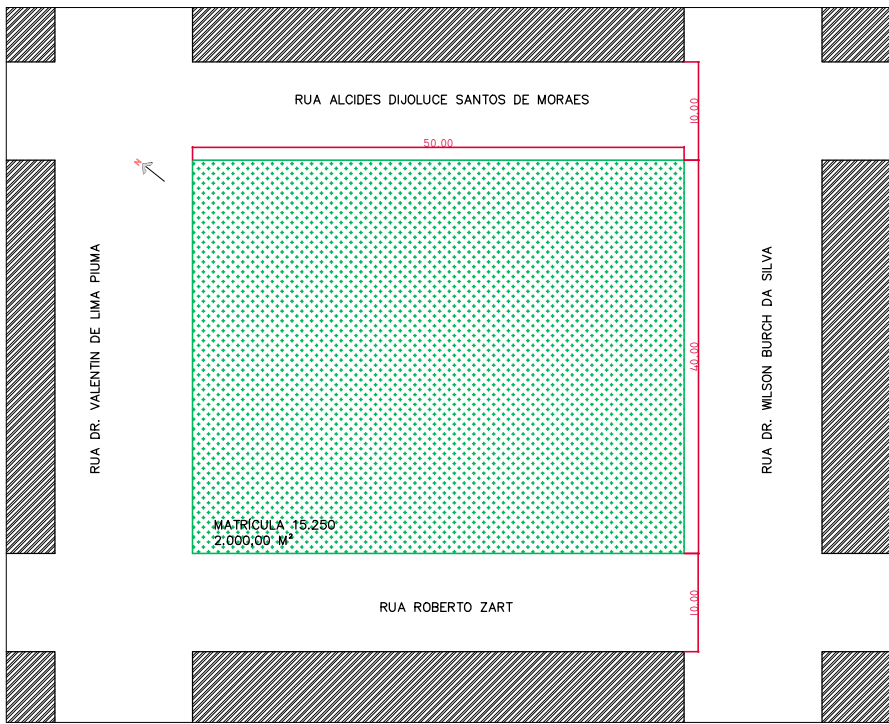 RUA ALCIDES DIJOLUCE SANTOS DE MORAES
10.00
50.00
N
RUA DR. VALENTIN DE LIMA PIUMA
40.00
RUA DR. WILSON BURCH DA SILVA
MATRÍCULA 15.250
2.000,00 M²
RUA ROBERTO ZART
10.00